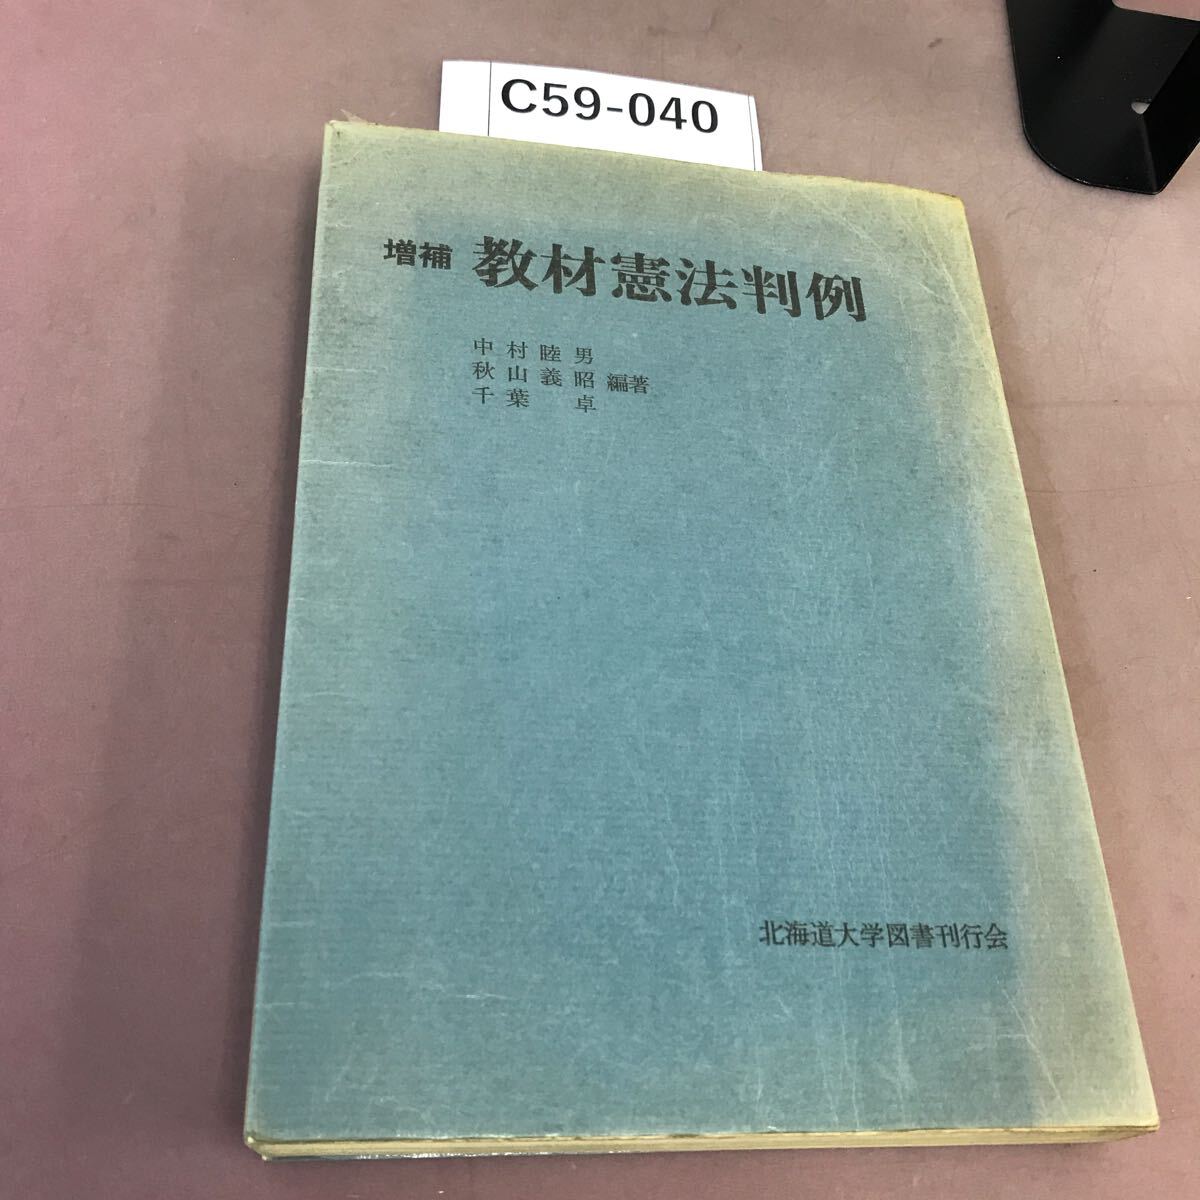 C59-040
増補 教材憲法判例
中村睦男
秋山義昭 編著
千葉 卓
北海道大学図書刊行会